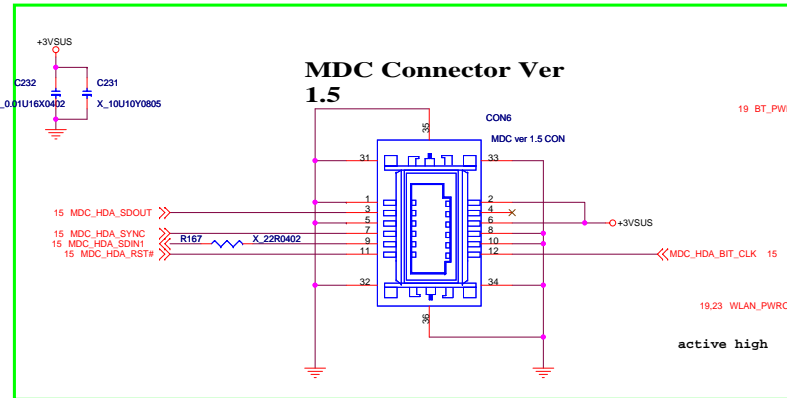 +3VSUS
C232
C231
_0.01U16X0402
X_10U10Y0805
MDC Connector Ver
1.5
CON6
MDC ver 1.5 CON
35
31
33
1
2
3
4
5
6
7
8
9
10
11
12
32
34
36
15 MDC_HDA_SDOUT
15 MDC_HDA_SYNC
15 MDC_HDA_SDIN1
15 MDC_HDA_RST#
R167
X_22R0402
+3VSUS
MDC_HDA_BIT_CLK 15
19 BT_PW
19,23 WLAN_PWRO
active high